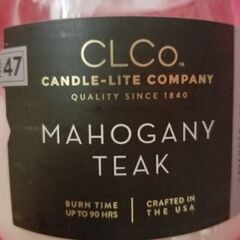 47
CLCo™
CANDLE-LITE COMPANY
QUALITY SINCE 1840
MAHOGANY
TEAK
BURN TIME
UP TO 90 HRS
CRAFTED IN
THE USA